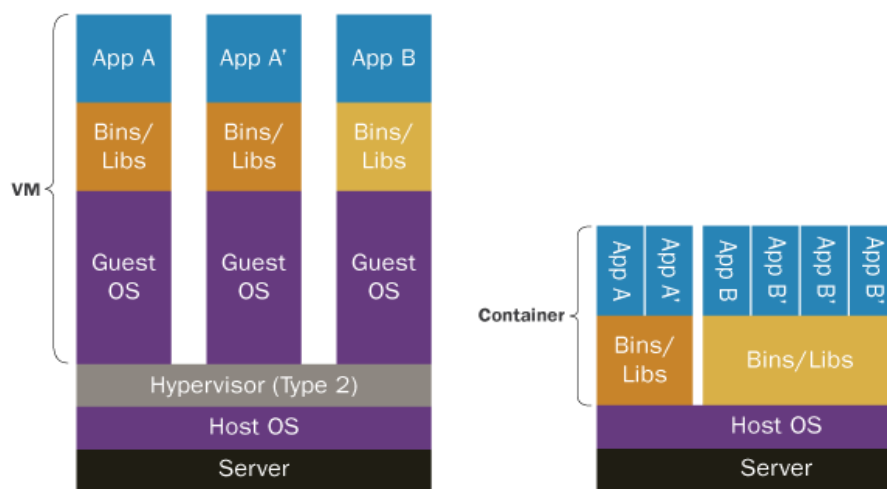 App A
App A'
App B
Bins/
Libs
Bins/
Libs
Bins/
Libs
VM
Guest
OS
Guest
OS
Guest
OS
Hypervisor (Type 2)
Host OS
Server
App A
App A'
App B
App B'
App B'
App B'
Container
Bins/
Libs
Bins/Libs
Host OS
Server